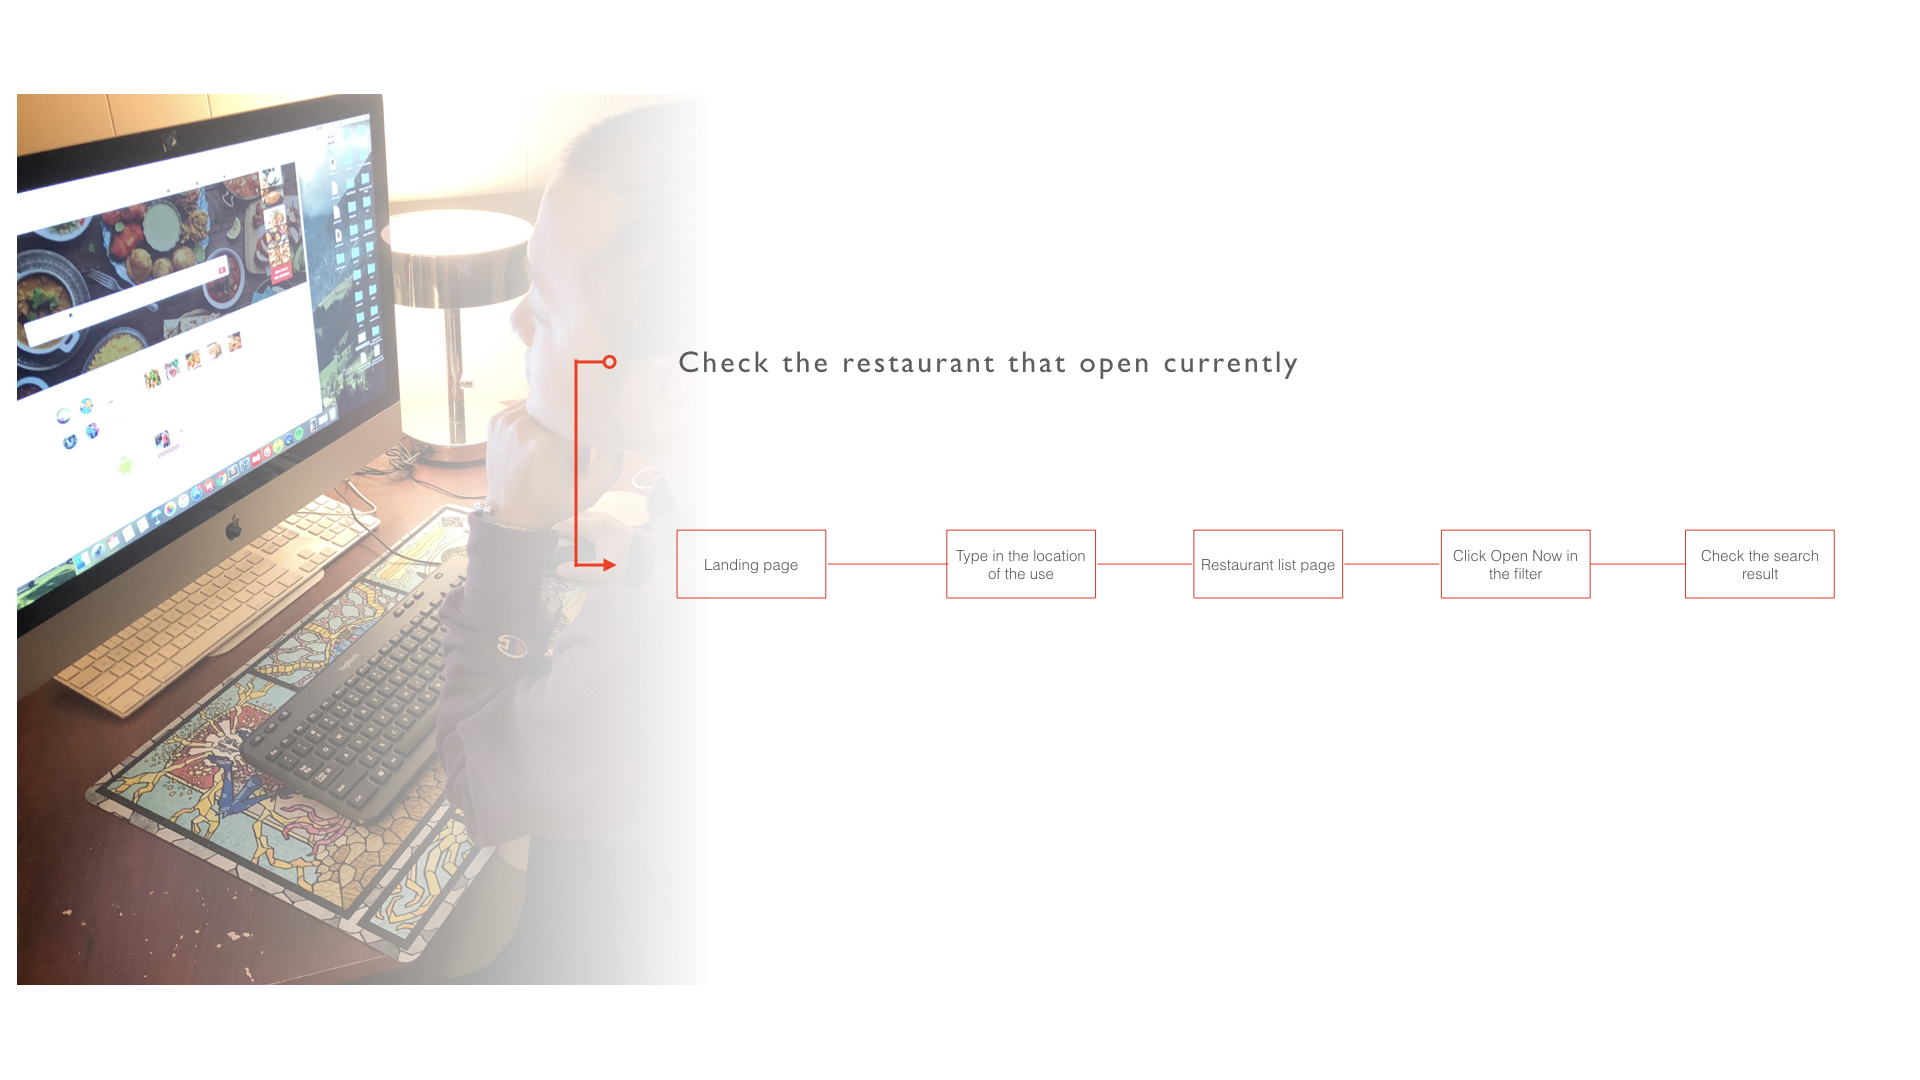 Check the restaurant that open currently
Landing page
Type in the location
of the use
Restaurant list page
Click Open Now in
the filter
Check the search
result
logitech